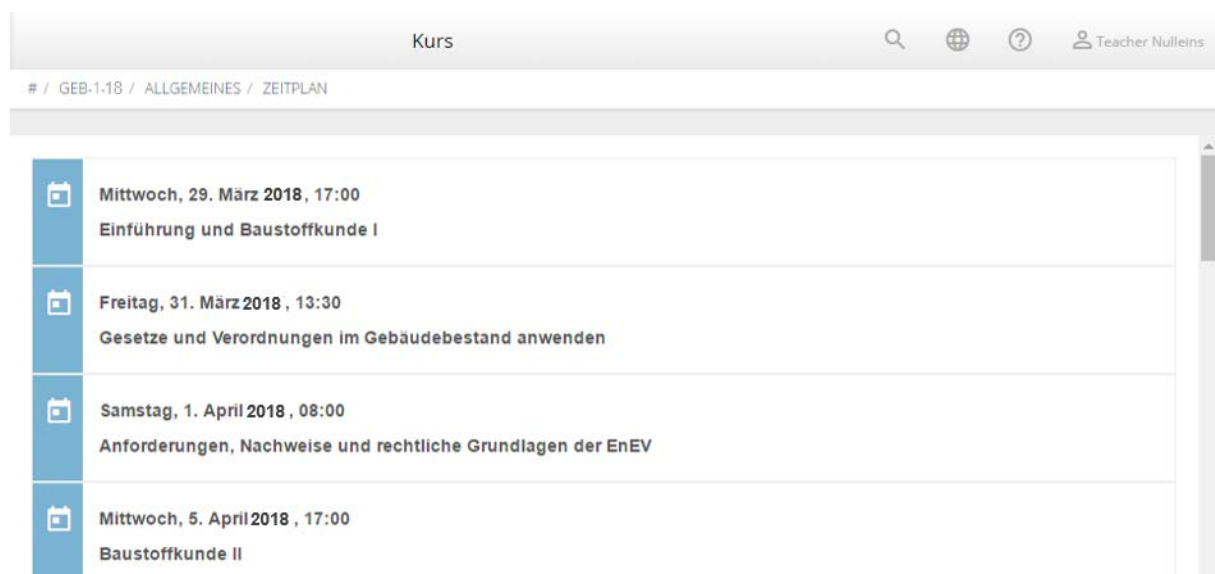 Kurs
Teacher Nulleins
# / GEB-1-18 / ALLGEMEINES / ZEITPLAN
Mittwoch, 29. März 2018, 17:00
Einführung und Baustoffkunde I
Freitag, 31. März 2018 , 13:30
Gesetze und Verordnungen im Gebäudebestand anwenden
Samstag, 1. April 2018 , 08:00
Anforderungen, Nachweise und rechtliche Grundlagen der EnEV
Mittwoch, 5. April 2018 , 17:00
Baustoffkunde II